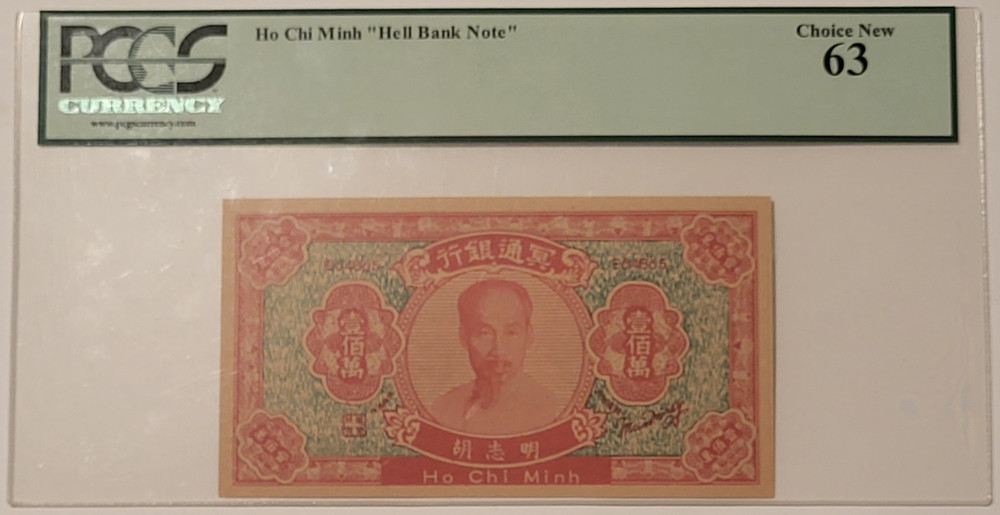 PCGS
CURRENCY
www.pcgscurrency.com
Ho Chi Minh "Hell Bank Note"
Choice New
63
行銀通冥
壹佰萬
壹佰萬
胡志明
Ho Chi Minh